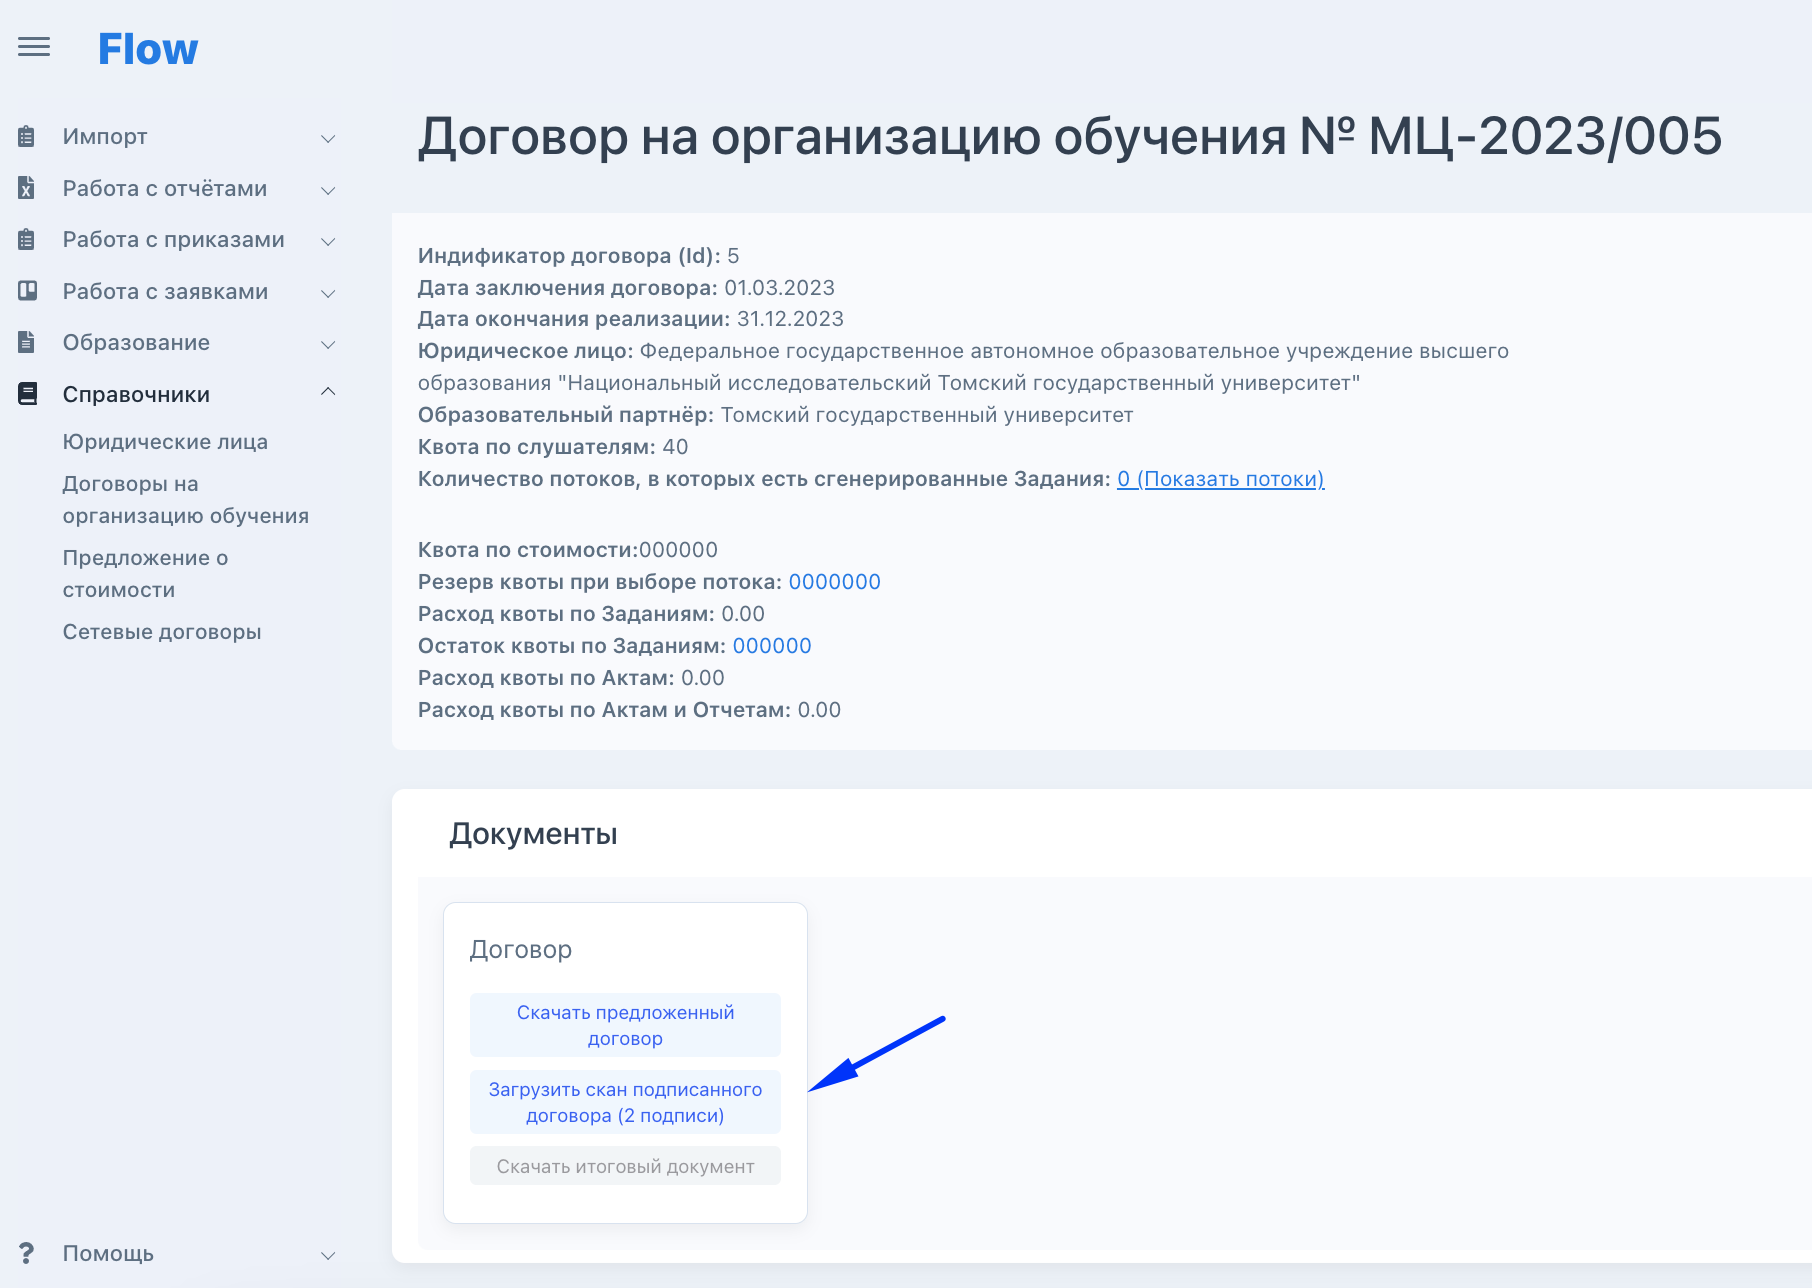 Flow
Импорт
Работа с отчётами
Работа с приказами
Работа с заявками
Образование
Справочники
Юридические лица
Договоры на
организацию обучения
Предложение о
стоимости
Сетевые договоры
Помощь
Договор на организацию обучения № МЦ-2023/005
Индификатор договора (Id): 5
Дата заключения договора: 01.03.2023
Дата окончания реализации: 31.12.2023
Юридическое лицо: Федеральное государственное автономное образовательное учреждение высшего
образования "Национальный исследовательский Томский государственный университет"
Образовательный партнёр: Томский государственный университет
Квота по слушателям: 40
Количество потоков, в которых есть сгенерированные Задания: 0 (Показать потоки)
Квота по стоимости:000000
Резерв квоты при выборе потока: 0000000
Расход квоты по Заданиям: 0.00
Остаток квоты по Заданиям: 000000
Расход квоты по Актам: 0.00
Расход квоты по Актам и Отчетам: 0.00
Документы
Договор
Скачать предложенный
договор
Загрузить скан подписанного
договора (2 подписи)
Скачать итоговый документ